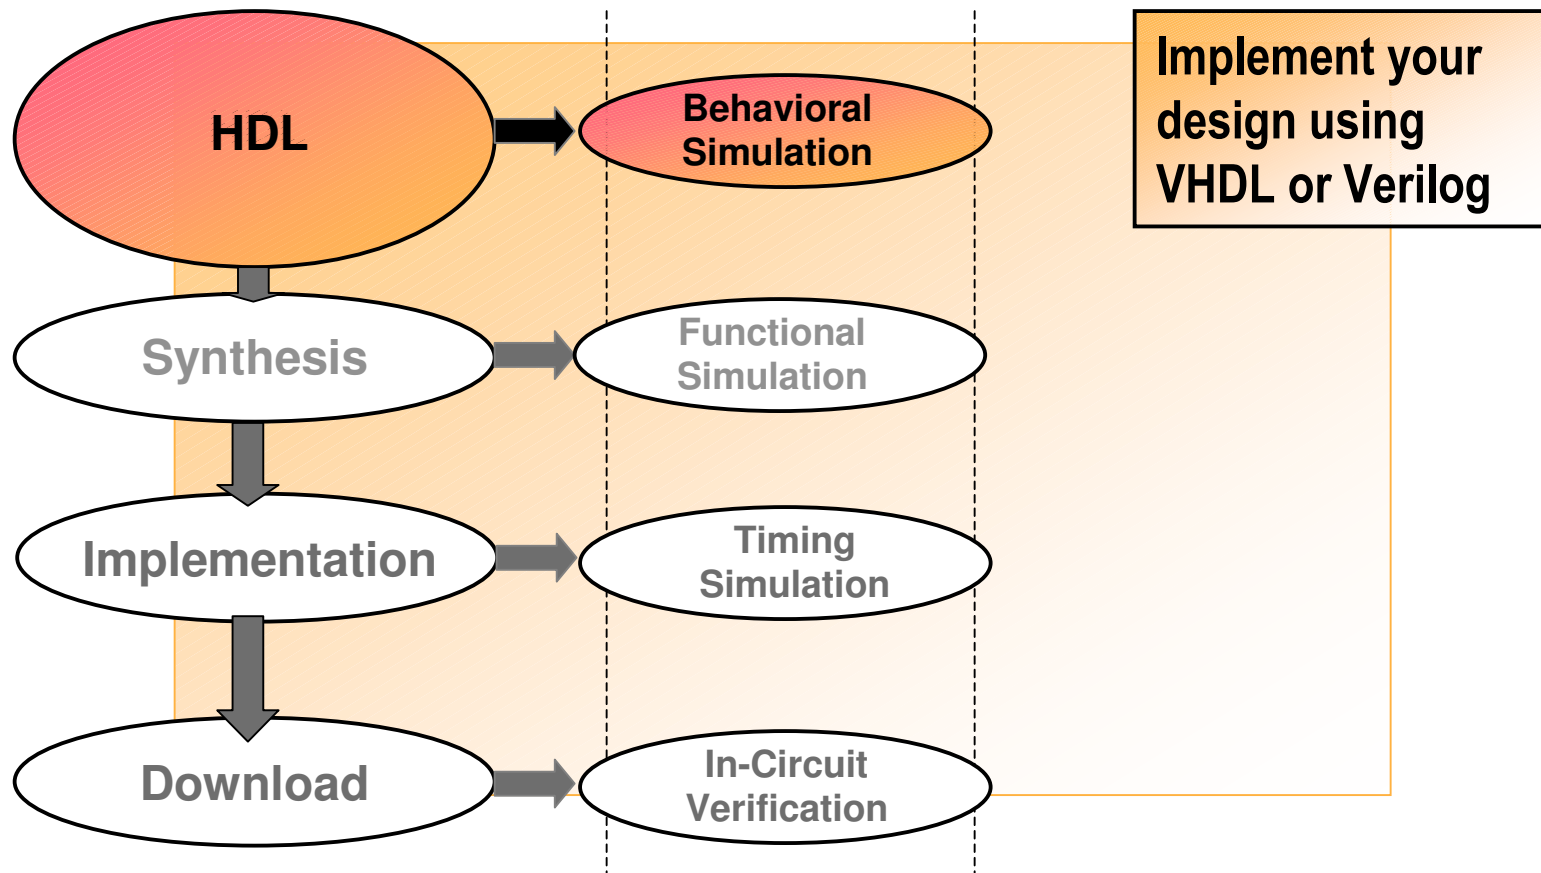 HDL
Behavioral
Simulation
Implement your
design using
VHDL or Verilog
Synthesis
Functional
Simulation
Implementation
Timing
Simulation
Download
In-Circuit
Verification